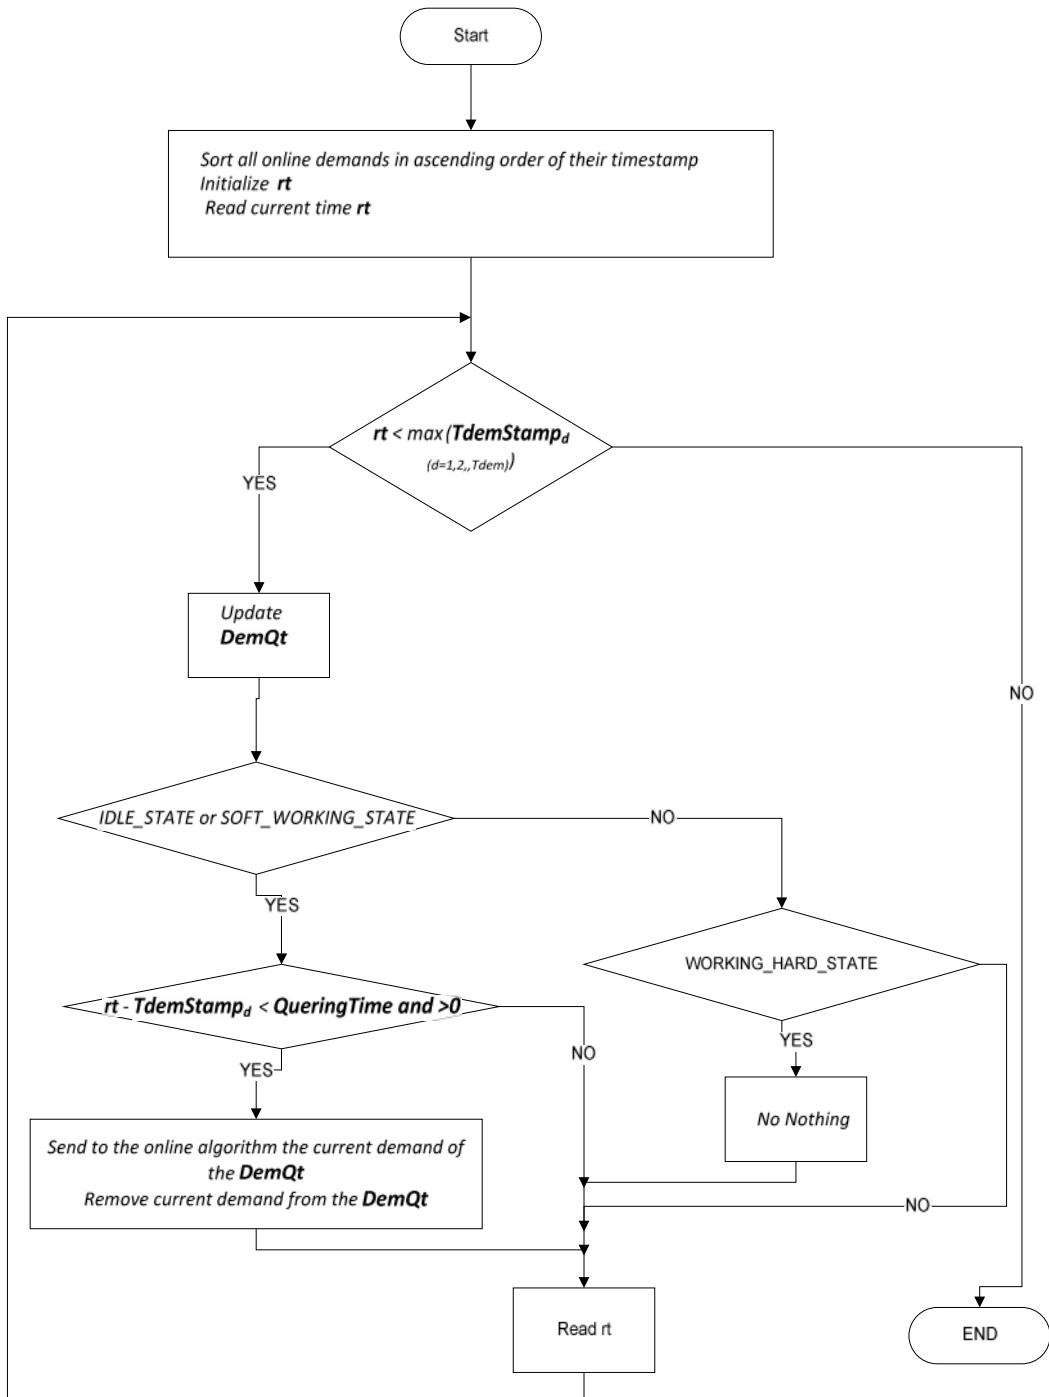 Start
Sort all online demands in ascending order of their timestamp
Initialize rt
Read current time rt
rt < max(TdemStampd
(d=1,2,,Tdem))
YES
NO
Update
DemQt
IDLE_STATE or SOFT_WORKING_STATE
NO
YES
WORKING_HARD_STATE
rt - TdemStampd < QueringTime and >0
YES
NO
YES
No Nothing
Send to the online algorithm the current demand of
the DemQt
Remove current demand from the DemQt
NO
Read rt
END